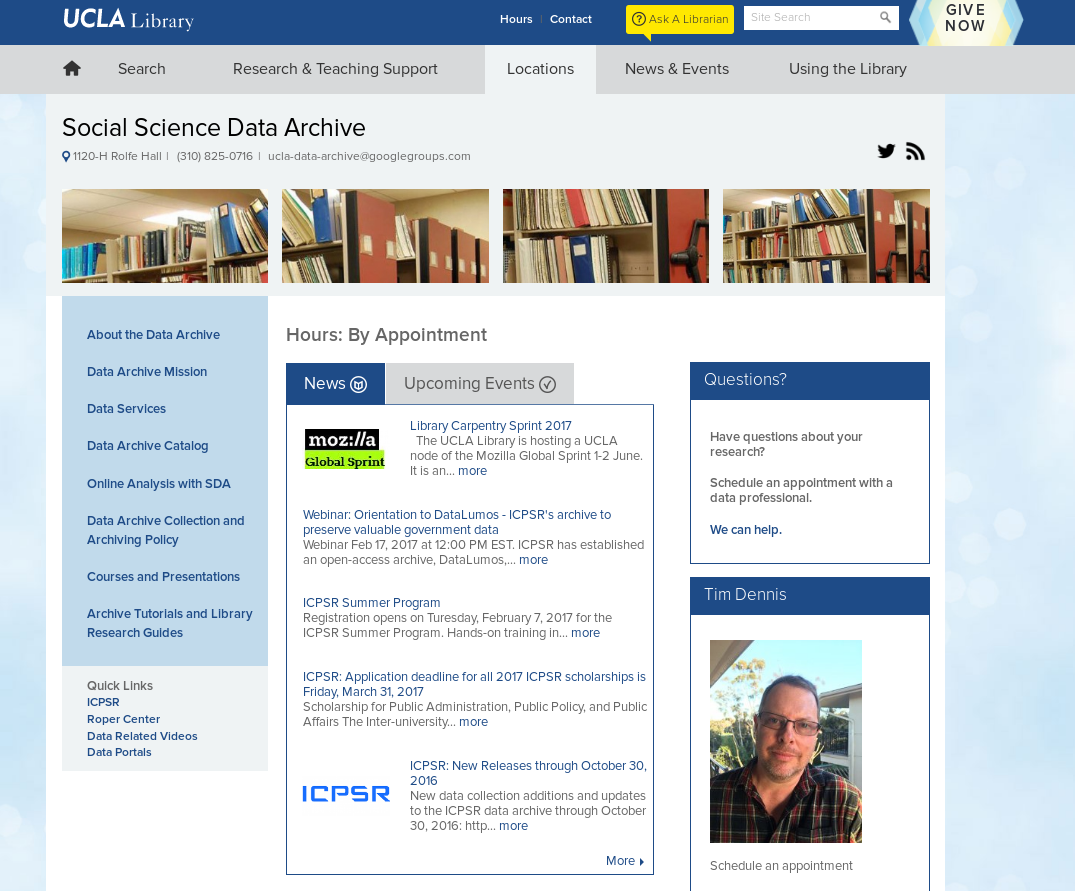 UCLA Library
Hours | Contact
? Ask A Librarian
Site Search
GIVE
NOW
Search
Research & Teaching Support
Locations
News & Events
Using the Library
Social Science Data Archive
1120-H Rolfe Hall | (310) 825-0716 | ucla-data-archive@googlegroups.com
About the Data Archive
Data Archive Mission
Data Services
Data Archive Catalog
Online Analysis with SDA
Data Archive Collection and
Archiving Policy
Courses and Presentations
Archive Tutorials and Library
Research Guides
Quick Links
ICPSR
Roper Center
Data Related Videos
Data Portals
Hours: By Appointment
News
Upcoming Events
moz://a
Global Sprint
Library Carpentry Sprint 2017
The UCLA Library is hosting a UCLA
node of the Mozilla Global Sprint 1-2 June.
It is an... more
Webinar: Orientation to DataLumos - ICPSR's archive to
preserve valuable government data
Webinar Feb 17, 2017 at 12:00 PM EST. ICPSR has established
an open-access archive, DataLumos,... more
ICPSR Summer Program
Registration opens on Turesday, February 7, 2017 for the
ICPSR Summer Program. Hands-on training in... more
ICPSR: Application deadline for all 2017 ICPSR scholarships is
Friday, March 31, 2017
Scholarship for Public Administration, Public Policy, and Public
Affairs The Inter-university... more
ICPSR
ICPSR: New Releases through October 30,
2016
New data collection additions and updates
to the ICPSR data archive through October
30, 2016: http... more
More
Questions?
Have questions about your
research?
Schedule an appointment with a
data professional.
We can help.
Tim Dennis
Schedule an appointment